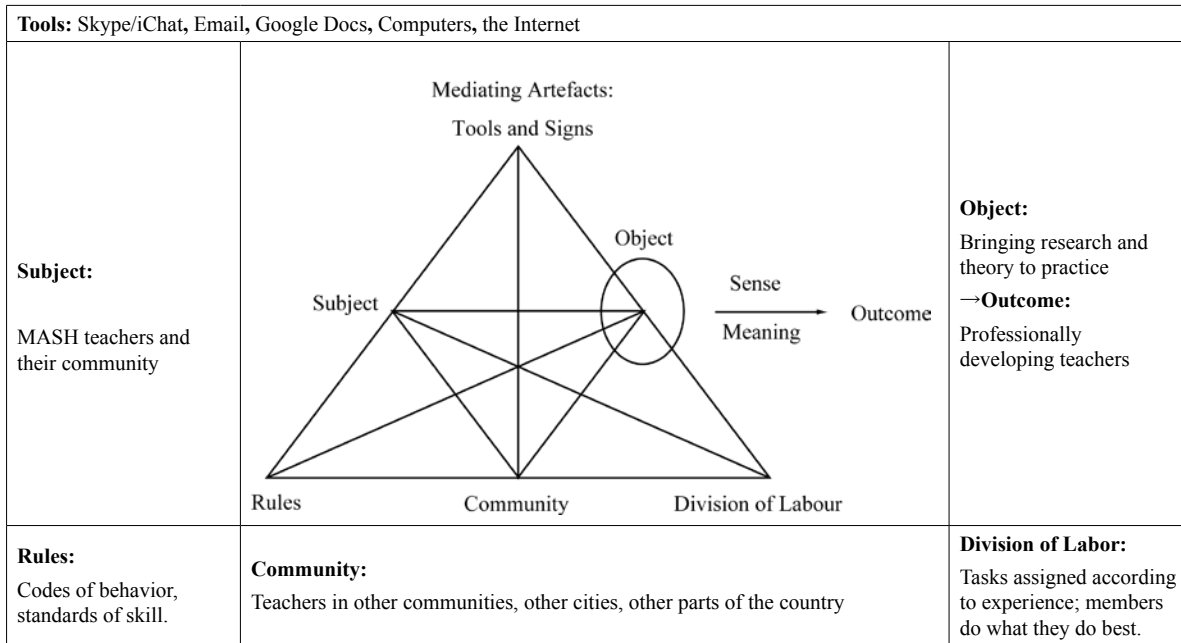 Tools: Skype/iChat, Email, Google Docs, Computers, the Internet
Subject:
MASH teachers and
their community
Mediating Artefacts:
Tools and Signs
Object
Subject
Sense
Meaning
Outcome
Rules
Community
Division of Labour
Object:
Bringing research and
theory to practice
→Outcome:
Professionally
developing teachers
Rules:
Codes of behavior,
standards of skill.
Community:
Teachers in other communities, other cities, other parts of the country
Division of Labor:
Tasks assigned according
to experience; members
do what they do best.